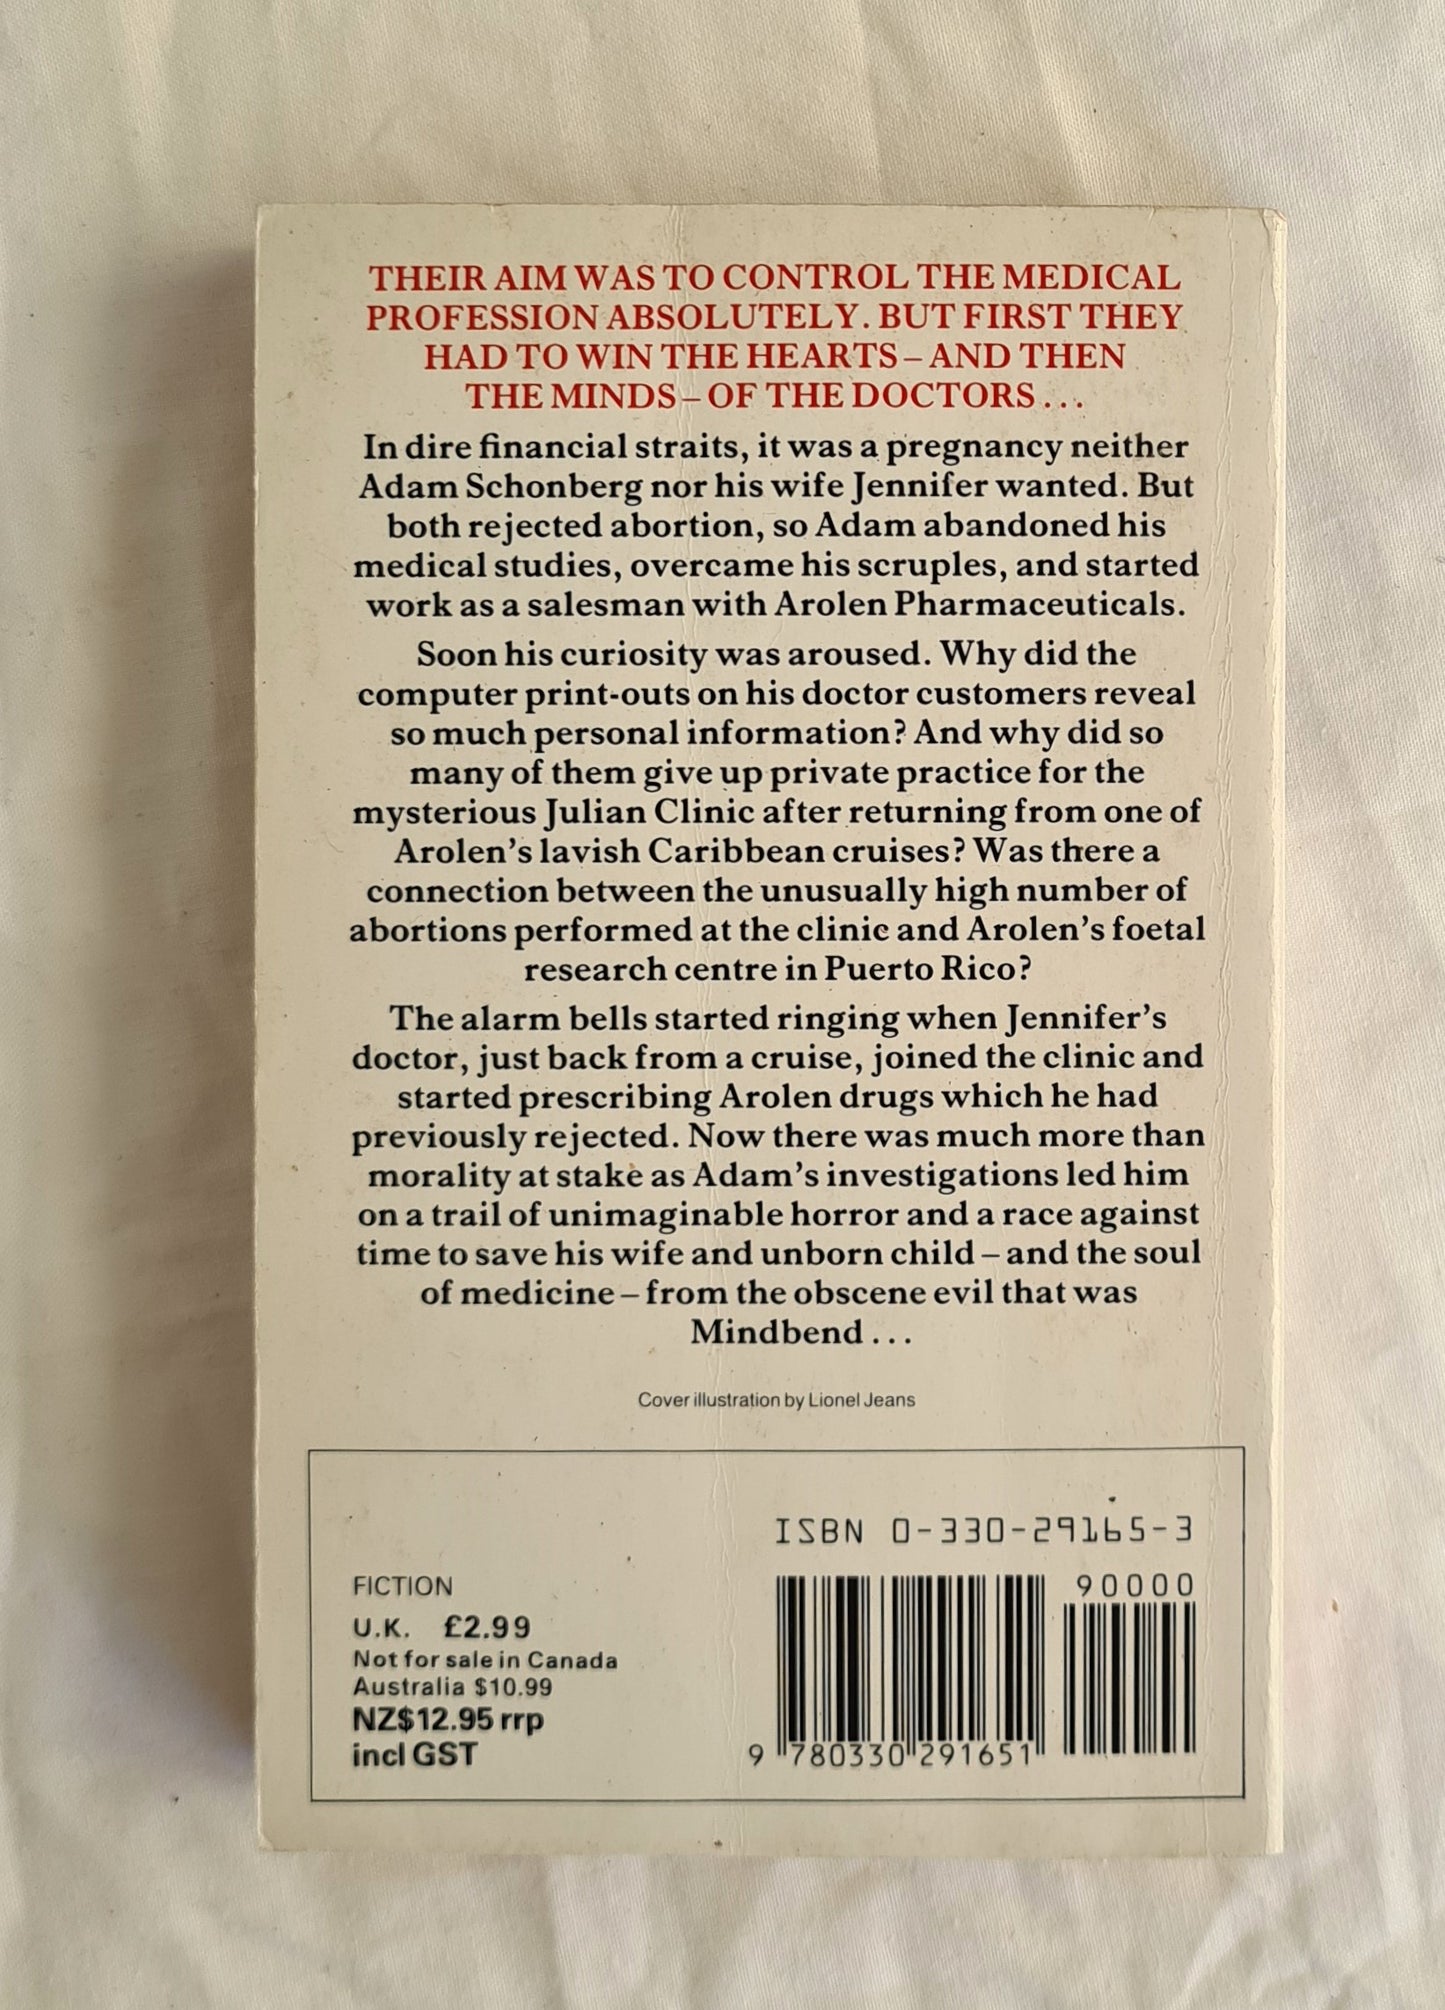 THEIR AIM WAS TO CONTROL THE MEDICAL
PROFESSION ABSOLUTELY. BUT FIRST THEY
HAD TO WIN THE HEARTS – AND THEN
THE MINDS – OF THE DOCTORS . . .
In dire financial straits, it was a pregnancy neither
Adam Schonberg nor his wife Jennifer wanted. But
both rejected abortion, so Adam abandoned his
medical studies, overcame his scruples, and started
work as a salesman with Arolen Pharmaceuticals.
Soon his curiosity was aroused. Why did the
computer print-outs on his doctor customers reveal
so much personal information? And why did so
many of them give up private practice for the
mysterious Julian Clinic after returning from one of
Arolen’s lavish Caribbean cruises? Was there a
connection between the unusually high number of
abortions performed at the clinic and Arolen’s foetal
research centre in Puerto Rico?
The alarm bells started ringing when Jennifer’s
doctor, just back from a cruise, joined the clinic and
started prescribing Arolen drugs which he had
previously rejected. Now there was much more than
morality at stake as Adam’s investigations led him
on a trail of unimaginable horror and a race against
time to save his wife and unborn child – and the soul
of medicine – from the obscene evil that was
Mindbend . . .
Cover illustration by Lionel Jeans
ISBN 0-330-29165-3
FICTION
U.K. £2.99
Not for sale in Canada
Australia $10.99
NZ$12.95 rrp
incl GST
90000
9 780330 291651